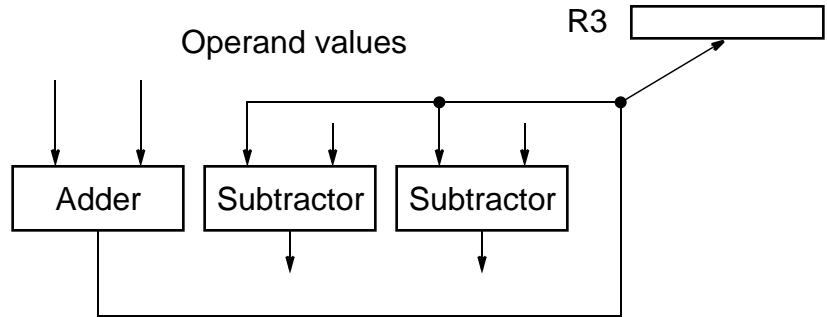 R3
Operand values
Adder
Subtractor
Subtractor